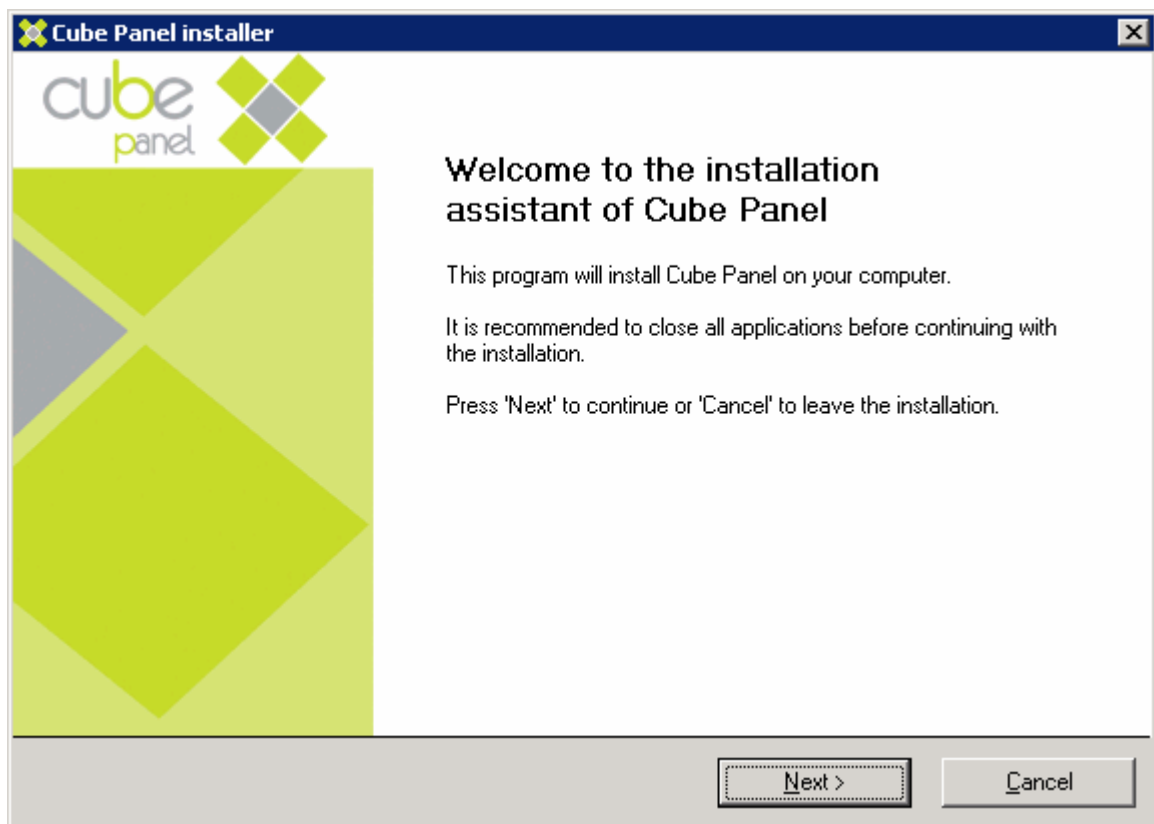 Cube Panel installer
cube
panel
Welcome to the installation
assistant of Cube Panel
This program will install Cube Panel on your computer.
It is recommended to close all applications before continuing with
the installation.
Press 'Next' to continue or 'Cancel' to leave the installation.
Next >
Cancel